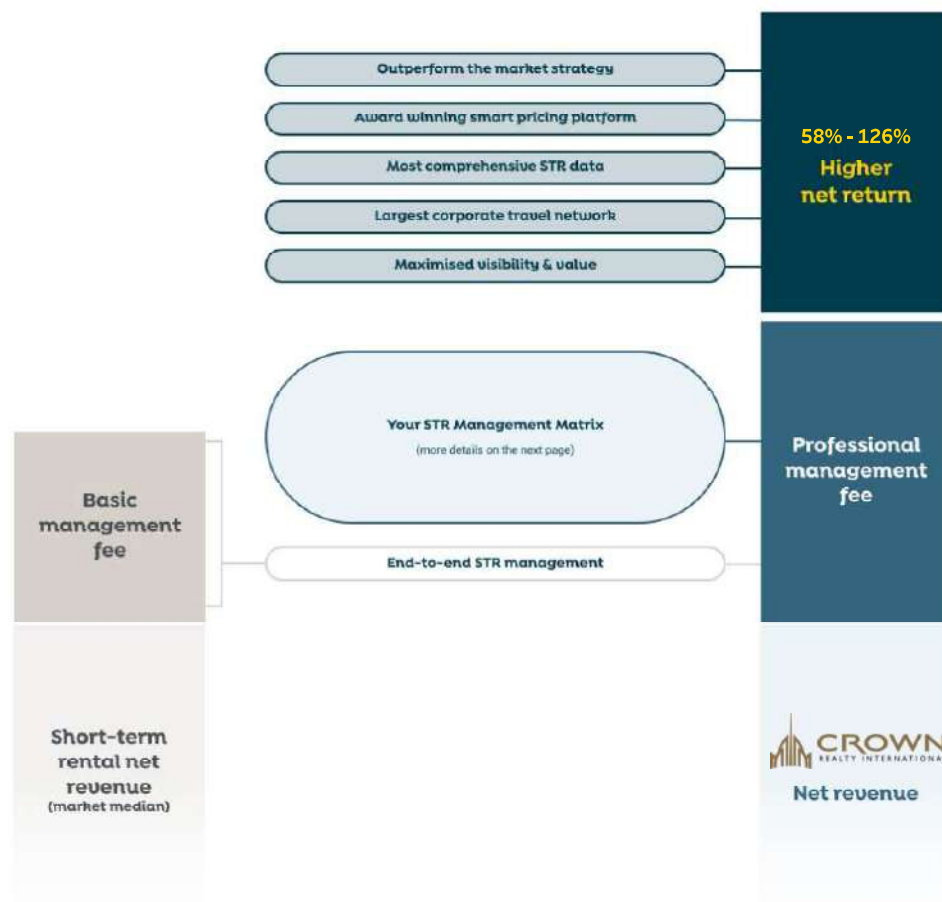 Outperform the market strategy
Award winning smart pricing platform
Most comprehensive STR data
Largest corporate travel network
Maximised visibility & value
58% - 126%
Higher
net return
Your STR Management Matrix
(more details on the next page)
Professional
management
fee
Basic
management
fee
End-to-end STR management
Short-term
rental net
revenue
(market median)
CROWN
REALTY INTERNATIONAL
Net revenue